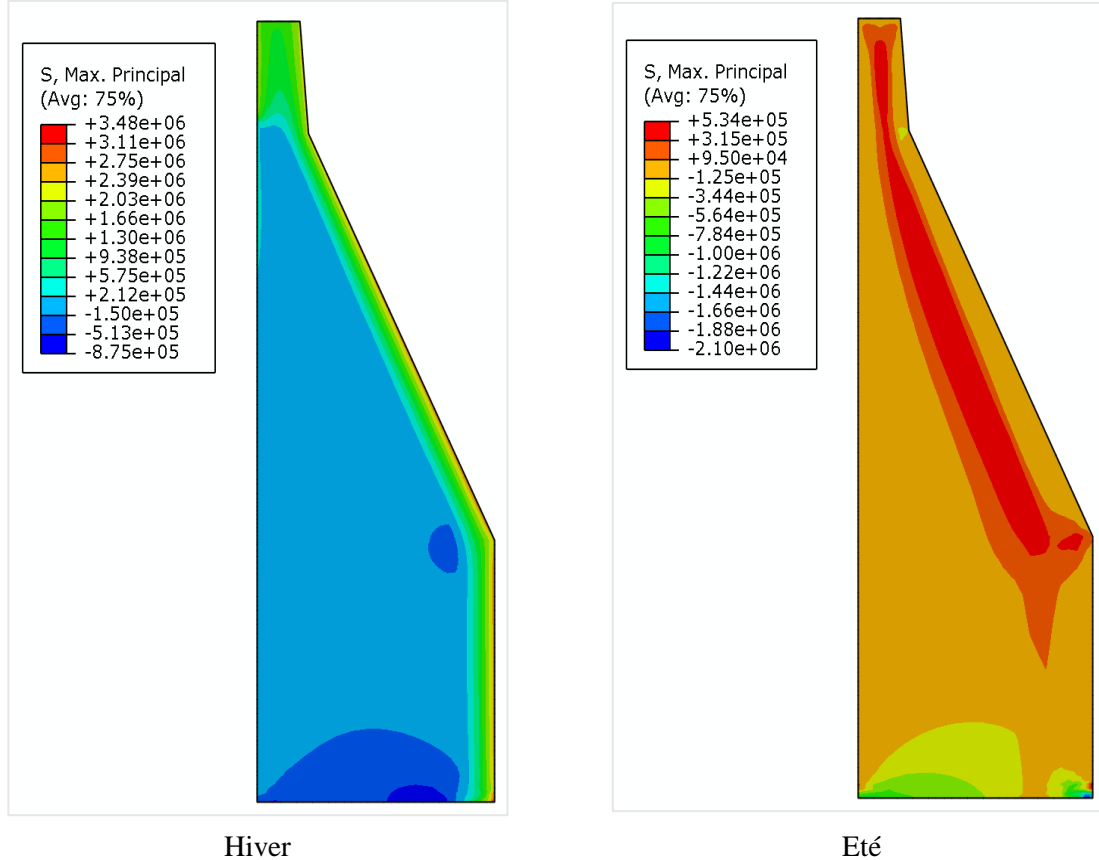 S, Max. Principal
(Avg: 75%)
+3.48e+06
+3.11e+06
+2.75e+06
+2.39e+06
+2.03e+06
+1.66e+06
+1.30e+06
+9.38e+05
+5.75e+05
+2.12e+05
-1.50e+05
-5.13e+05
-8.75e+05
S, Max. Principal
(Avg: 75%)
+5.34e+05
+3.15e+05
+9.50e+04
-1.25e+05
-3.44e+05
-5.64e+05
-7.84e+05
-1.00e+06
-1.22e+06
-1.44e+06
-1.66e+06
-1.88e+06
-2.10e+06
Hiver
Eté